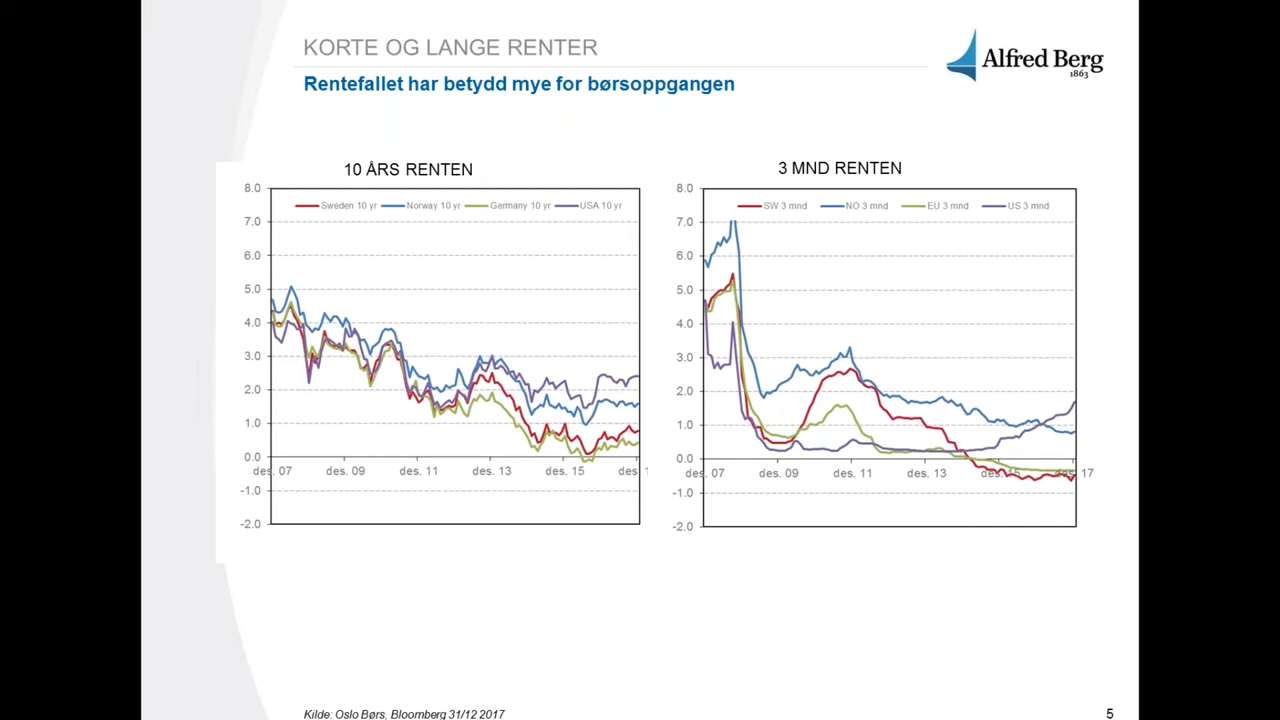 KORTE OG LANGE RENTER
Rentefallet har betydd mye for børsoppgangen
Alfred Berg
1863
10 ÅRS RENTEN
8.0
Sweden 10 yr Norway 10 yr Germany 10 yr USA 10 yr
7.0
6.0
5.0
4.0
3.0
2.0
1.0
0.0
des. 07 des. 09 des. 11 des. 13 des. 15 des.
-1.0
-2.0
3 MND RENTEN
8.0
SW 3 mnd NO 3 mnd EU 3 mnd US 3 mnd
7.0
6.0
5.0
4.0
3.0
2.0
1.0
0.0
des. 07 des. 09 des. 11 des. 13 des. 15 des. 17
-1.0
-2.0
Kilde: Oslo Børs, Bloomberg 31/12 2017
5